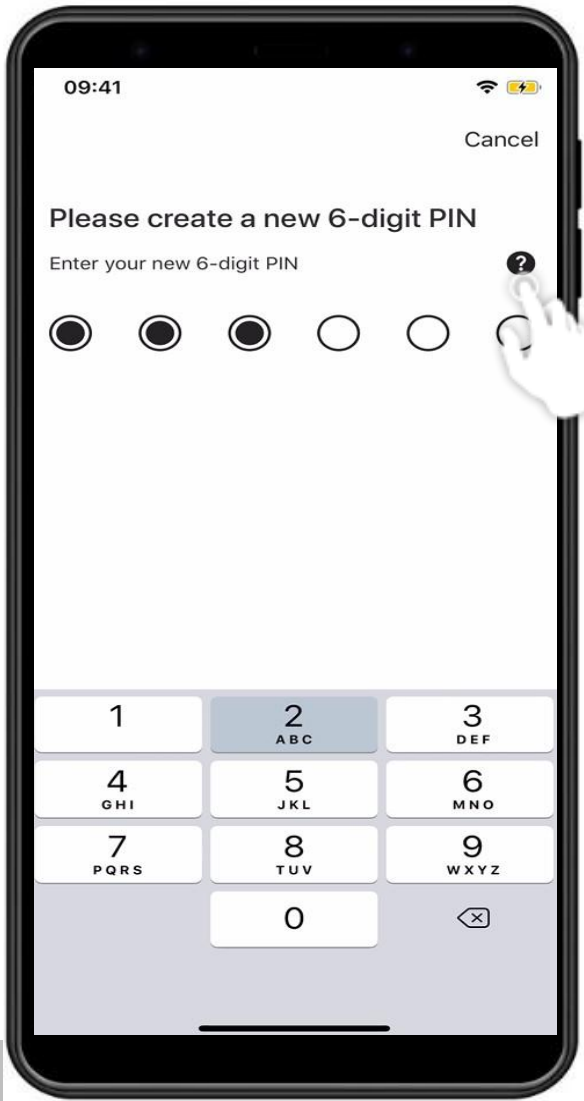 09:41
Cancel
Please create a new 6-digit PIN
Enter your new 6-digit PIN
?
1 2 3
ABC DEF
4 5 6
GHI JKL MNO
7 8 9
PQRS TUV WXYZ
0